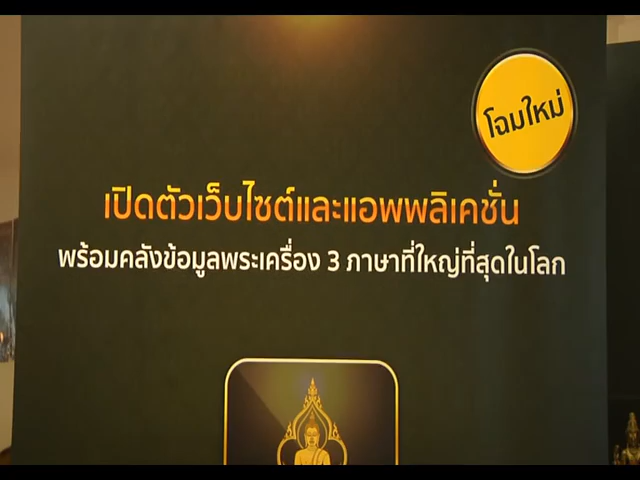 โฉมใหม่
เปิดตัวเว็บไซต์และแอพพลิเคชั่น
พร้อมคลังข้อมูลพระเครื่อง 3 ภาษาที่ใหญ่ที่สุดในโลก